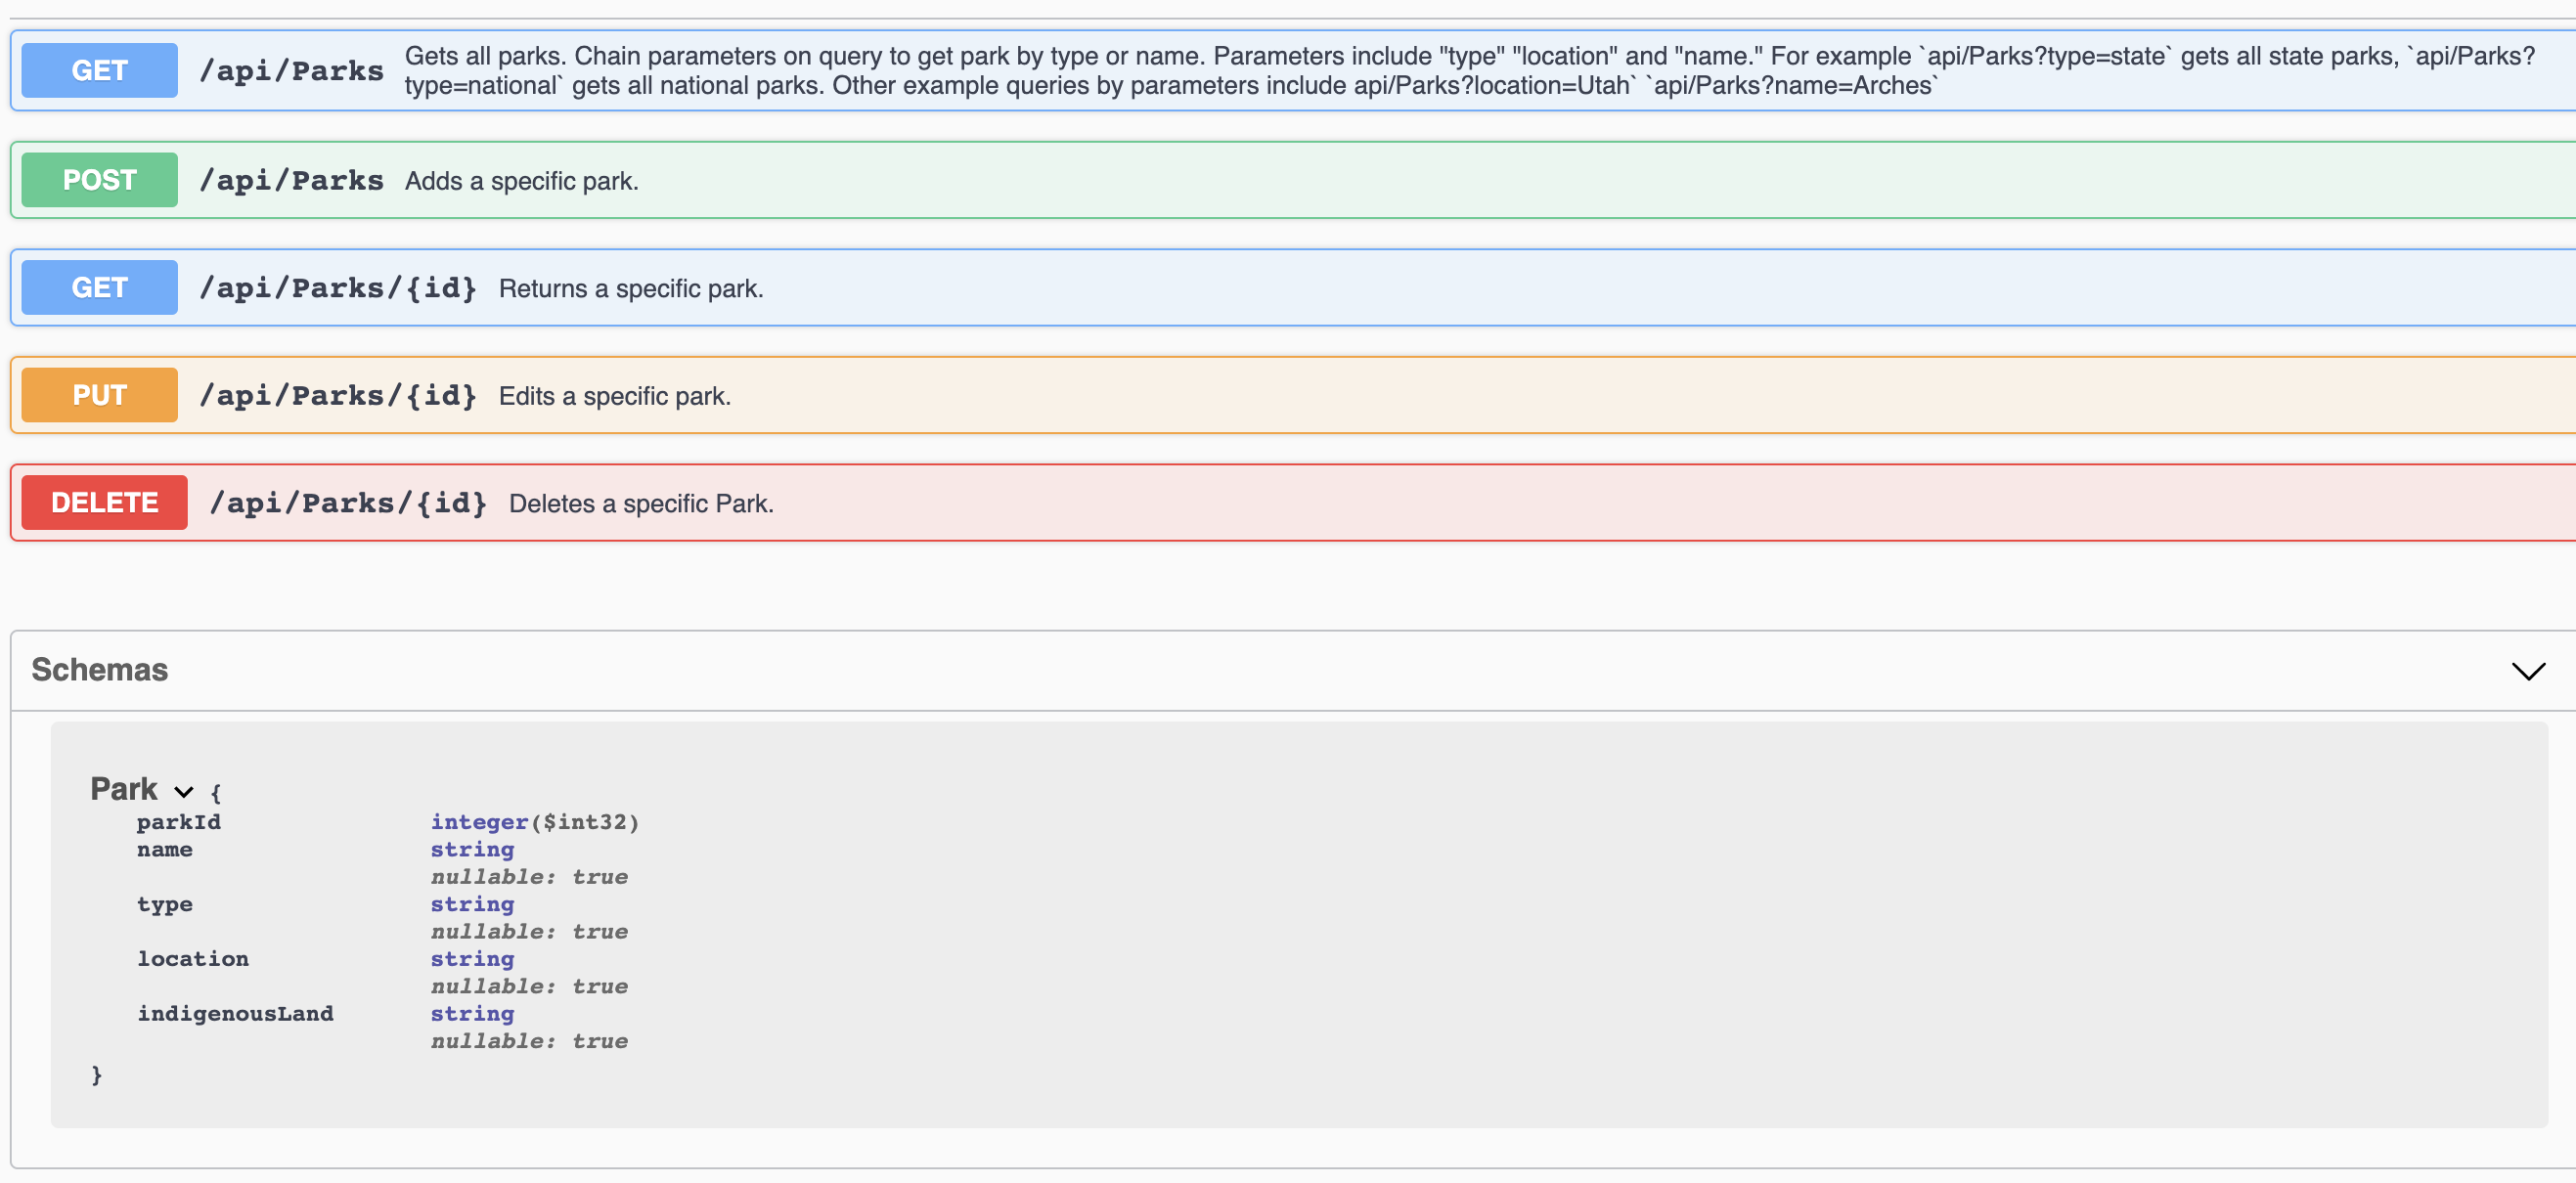 GET /api/Parks Gets all parks. Chain parameters on query to get park by type or name. Parameters include "type" "location" and "name." For example `api/Parks?type=state` gets all state parks, `api/Parks?
type=national` gets all national parks. Other example queries by parameters include api/Parks?location=Utah` `api/Parks?name=Arches`
POST /api/Parks Adds a specific park.
GET /api/Parks/{id} Returns a specific park.
PUT /api/Parks/{id} Edits a specific park.
DELETE /api/Parks/{id} Deletes a specific Park.
Schemas
Park {
parkId integer($int32)
name string
nullable: true
type string
nullable: true
location string
nullable: true
indigenousLand string
nullable: true
}